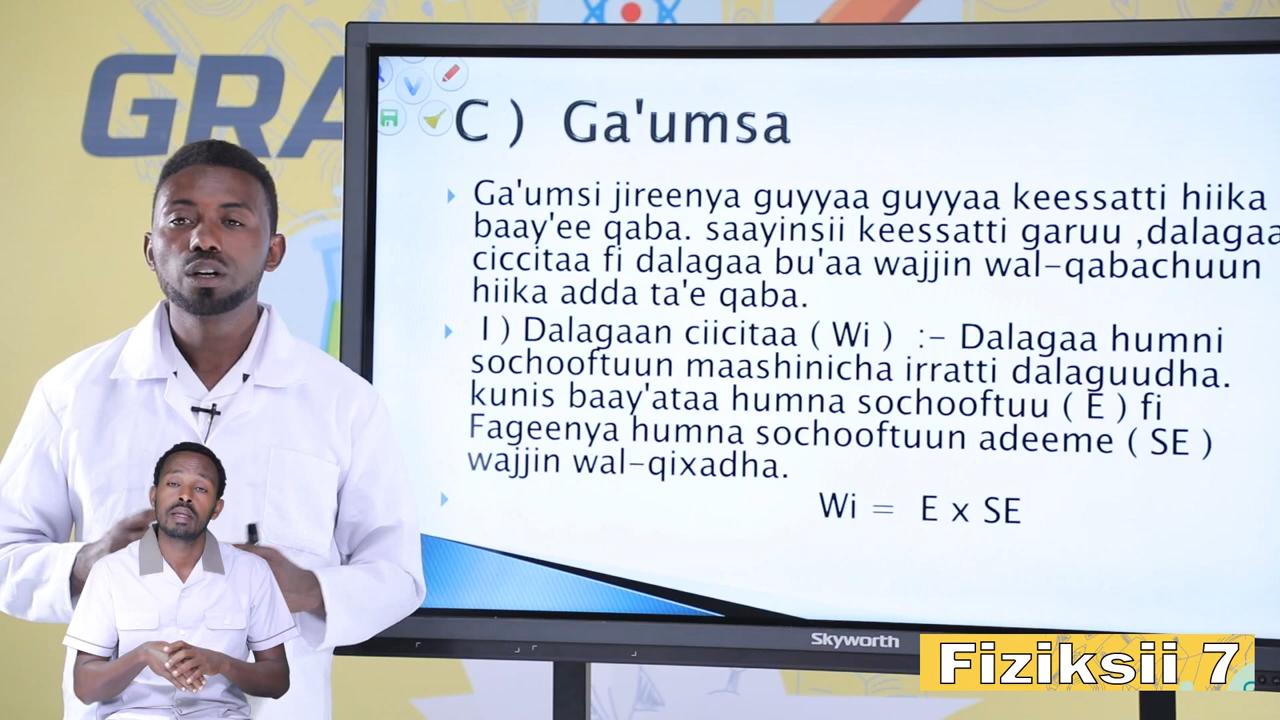 GRA
C ) Ga'umsa
Ga'umsi jireenya guyyaa guyyaa keessatti hiika
baay'ee qaba. saayinsii keessatti garuu ,dalagaa
ciccitaa fi dalagaa bu'aa wajjin wal-qabachuun
hiika adda ta'e qaba.
I ) Dalagaan ciicitaa ( Wi ) :- Dalagaa humni
sochooftuun maashinicha irratti dalaguudha.
kunis baay'ataa humna sochooftuu ( E ) fi
Fageenya humna sochooftuun adeeme ( SE )
wajjin wal-qixadha.
Wi = E x SE
Skyworth
Fiziksii 7